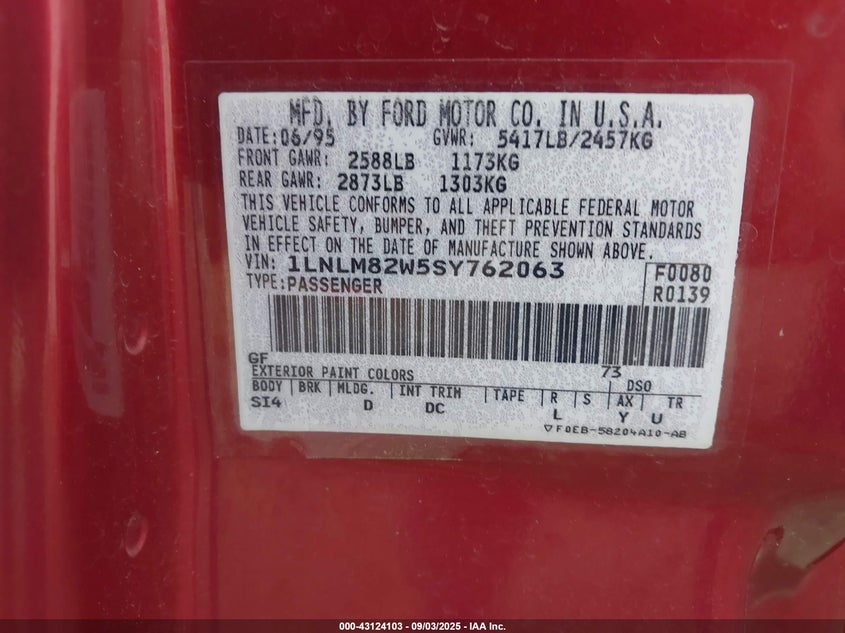 MFD. BY FORD MOTOR CO. IN U.S.A.
DATE: 06/95 GVWR: 5417LB/2457KG
FRONT GAWR: 2588LB 1173KG
REAR GAWR: 2873LB 1303KG
THIS VEHICLE CONFORMS TO ALL APPLICABLE FEDERAL MOTOR
VEHICLE SAFETY, BUMPER, AND THEFT PREVENTION STANDARDS
IN EFFECT ON THE DATE OF MANUFACTURE SHOWN ABOVE.
VIN: 1LNLM82W5SY762063 F0080
TYPE: PASSENGER R0139
GF 73
EXTERIOR PAINT COLORS DSO
BODY BRK MLDG. INT TRIM TAPE R S AX TR
SI4 D DC L Y U
▽F0EB-58204A10-AB
000-43124103 - 09/03/2025 - IAA Inc.